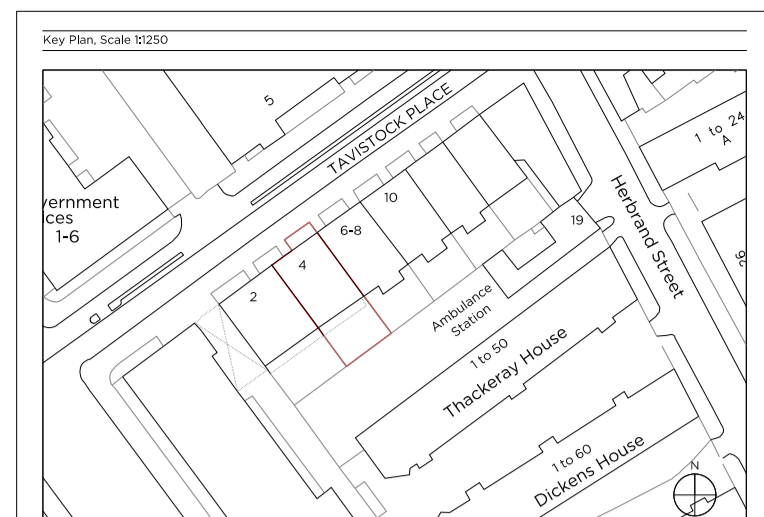 Key Plan, Scale 1:1250
5
TAVISTOCK PLACE
1 to 24
A
vernment
ces
1-6
10
6-8
4
2
19
Herbrand Street
26
Ambulance
Station
1 to 50
Thackeray House
1 to 60
Dickens House
N